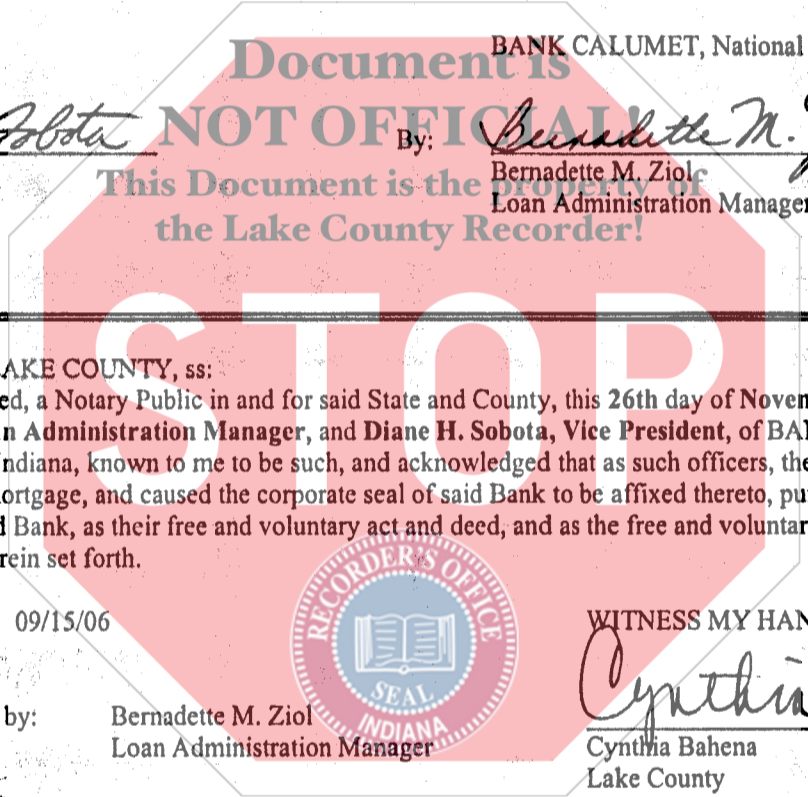 BANK CALUMET, National
Document is
NOT OFFICIAL!
This Document is the property of
the Lake County Recorder!
Sobota
By: Bernadette M.
Bernadette M. Ziol
Loan Administration Manager
STOP
AKE COUNTY, ss:
ed, a Notary Public in and for said State and County, this 26th day of Novem
n Administration Manager, and Diane H. Sobota, Vice President, of BAN
ndiana, known to me to be such, and acknowledged that as such officers, the
ortgage, and caused the corporate seal of said Bank to be affixed thereto, pu
d Bank, as their free and voluntary act and deed, and as the free and voluntar
rein set forth.
RECORDER'S OFFICE
SEAL
INDIANA
09/15/06
WITNESS MY HAN
Cynthia
by: Bernadette M. Ziol
Loan Administration Manager
Cynthia Bahena
Lake County